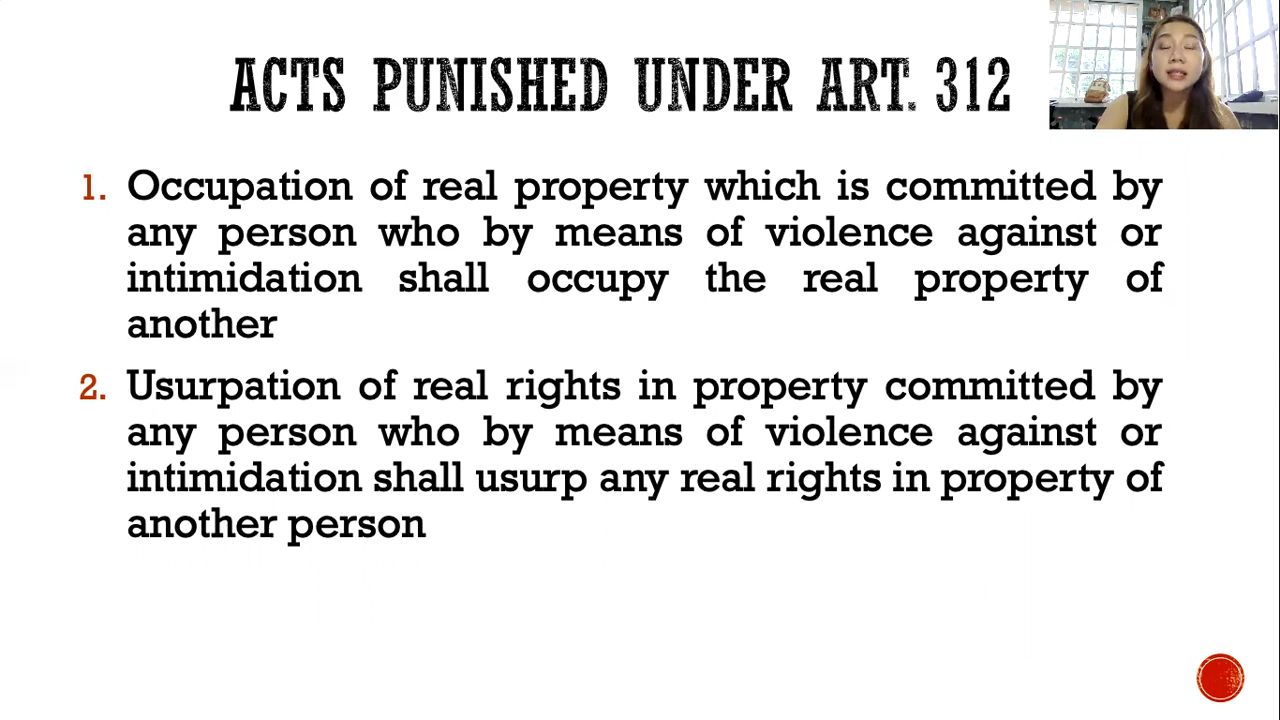 ACTS PUNISHED UNDER ART. 312
1. Occupation of real property which is committed by
any person who by means of violence against or
intimidation shall occupy the real property of
another
2. Usurpation of real rights in property committed by
any person who by means of violence against or
intimidation shall usurp any real rights in property of
another person